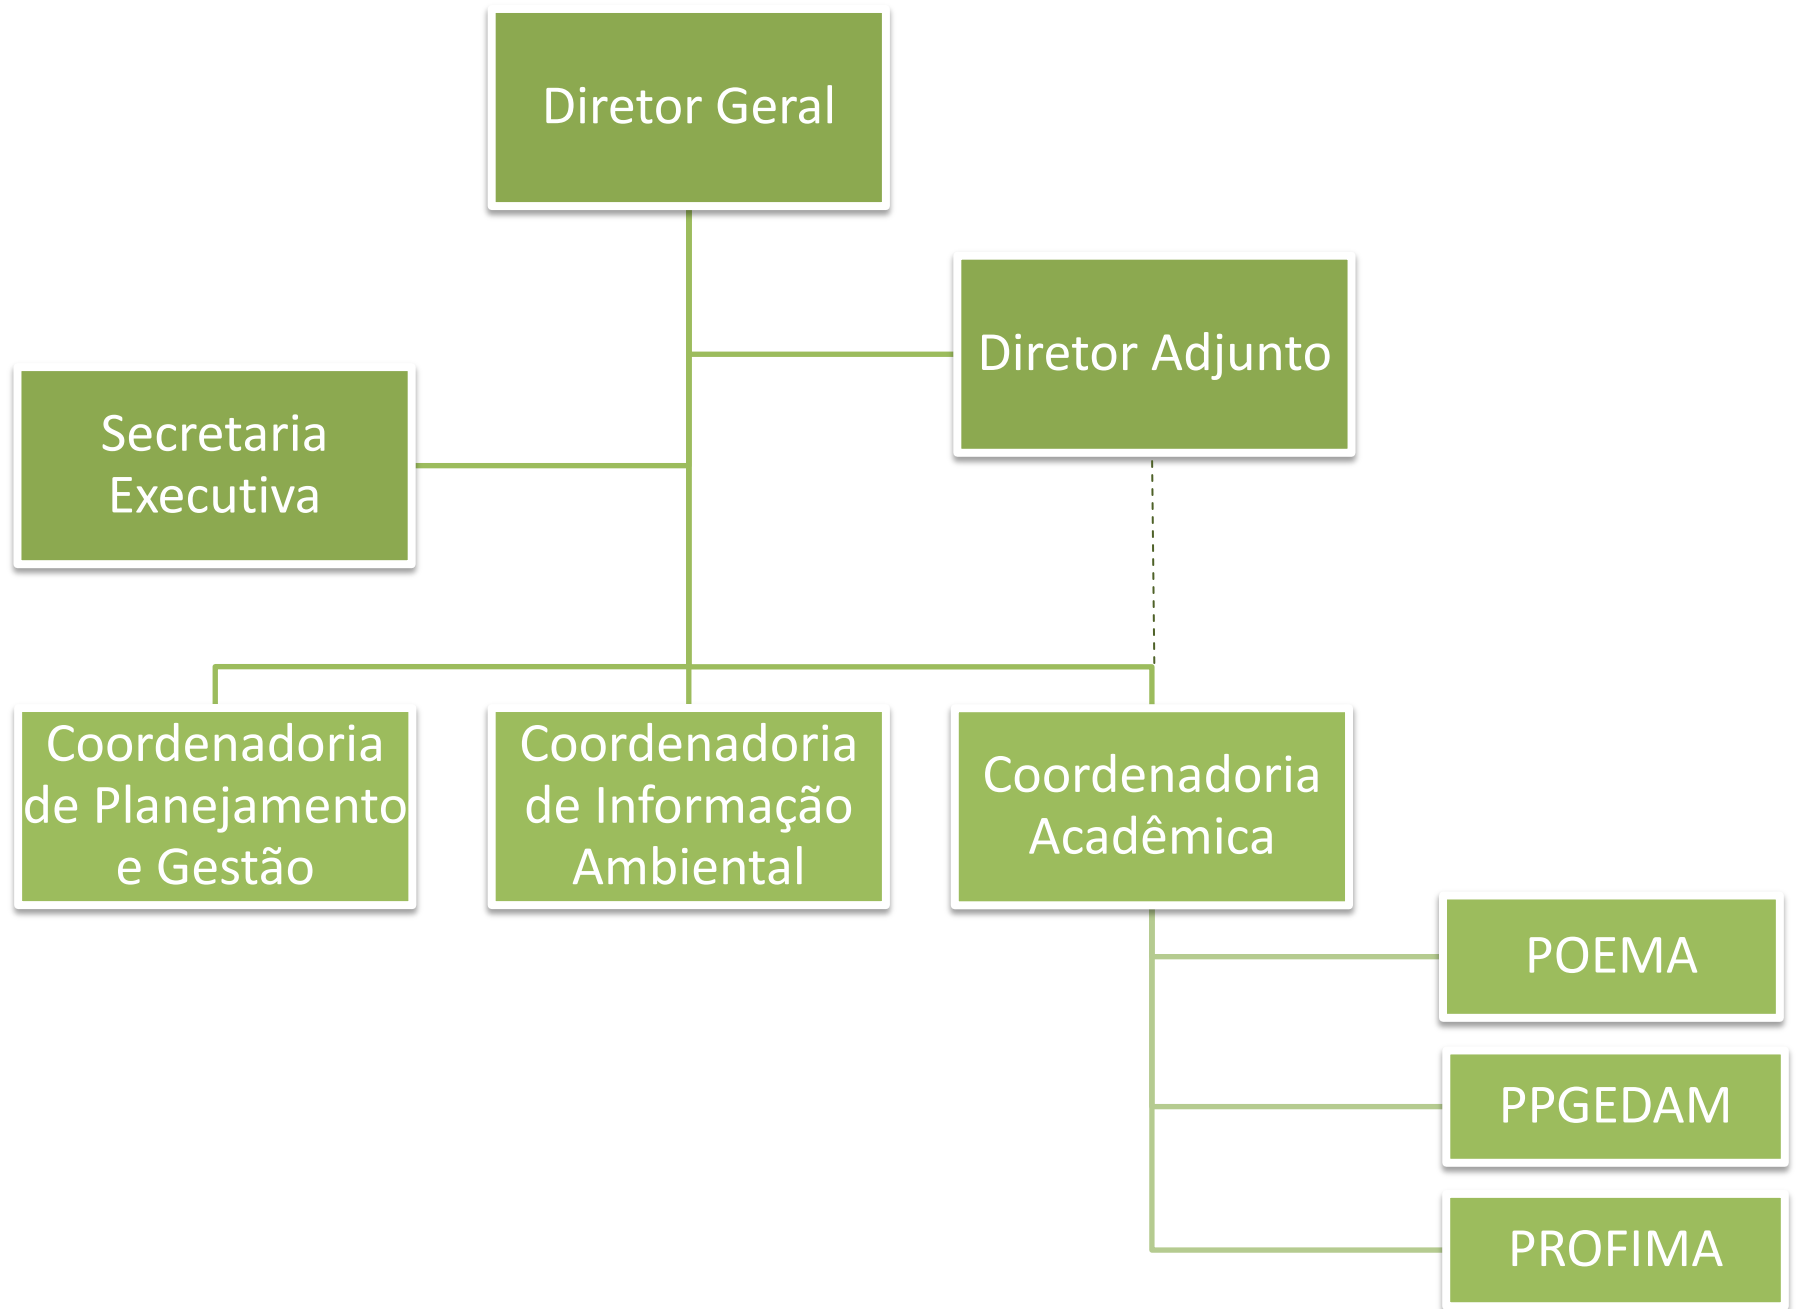 Diretor Geral
Diretor Adjunto
Secretaria
Executiva
Coordenadoria
de Planejamento
e Gestão
Coordenadoria
de Informação
Ambiental
Coordenadoria
Acadêmica
POEMA
PPGEDAM
PROFIMA